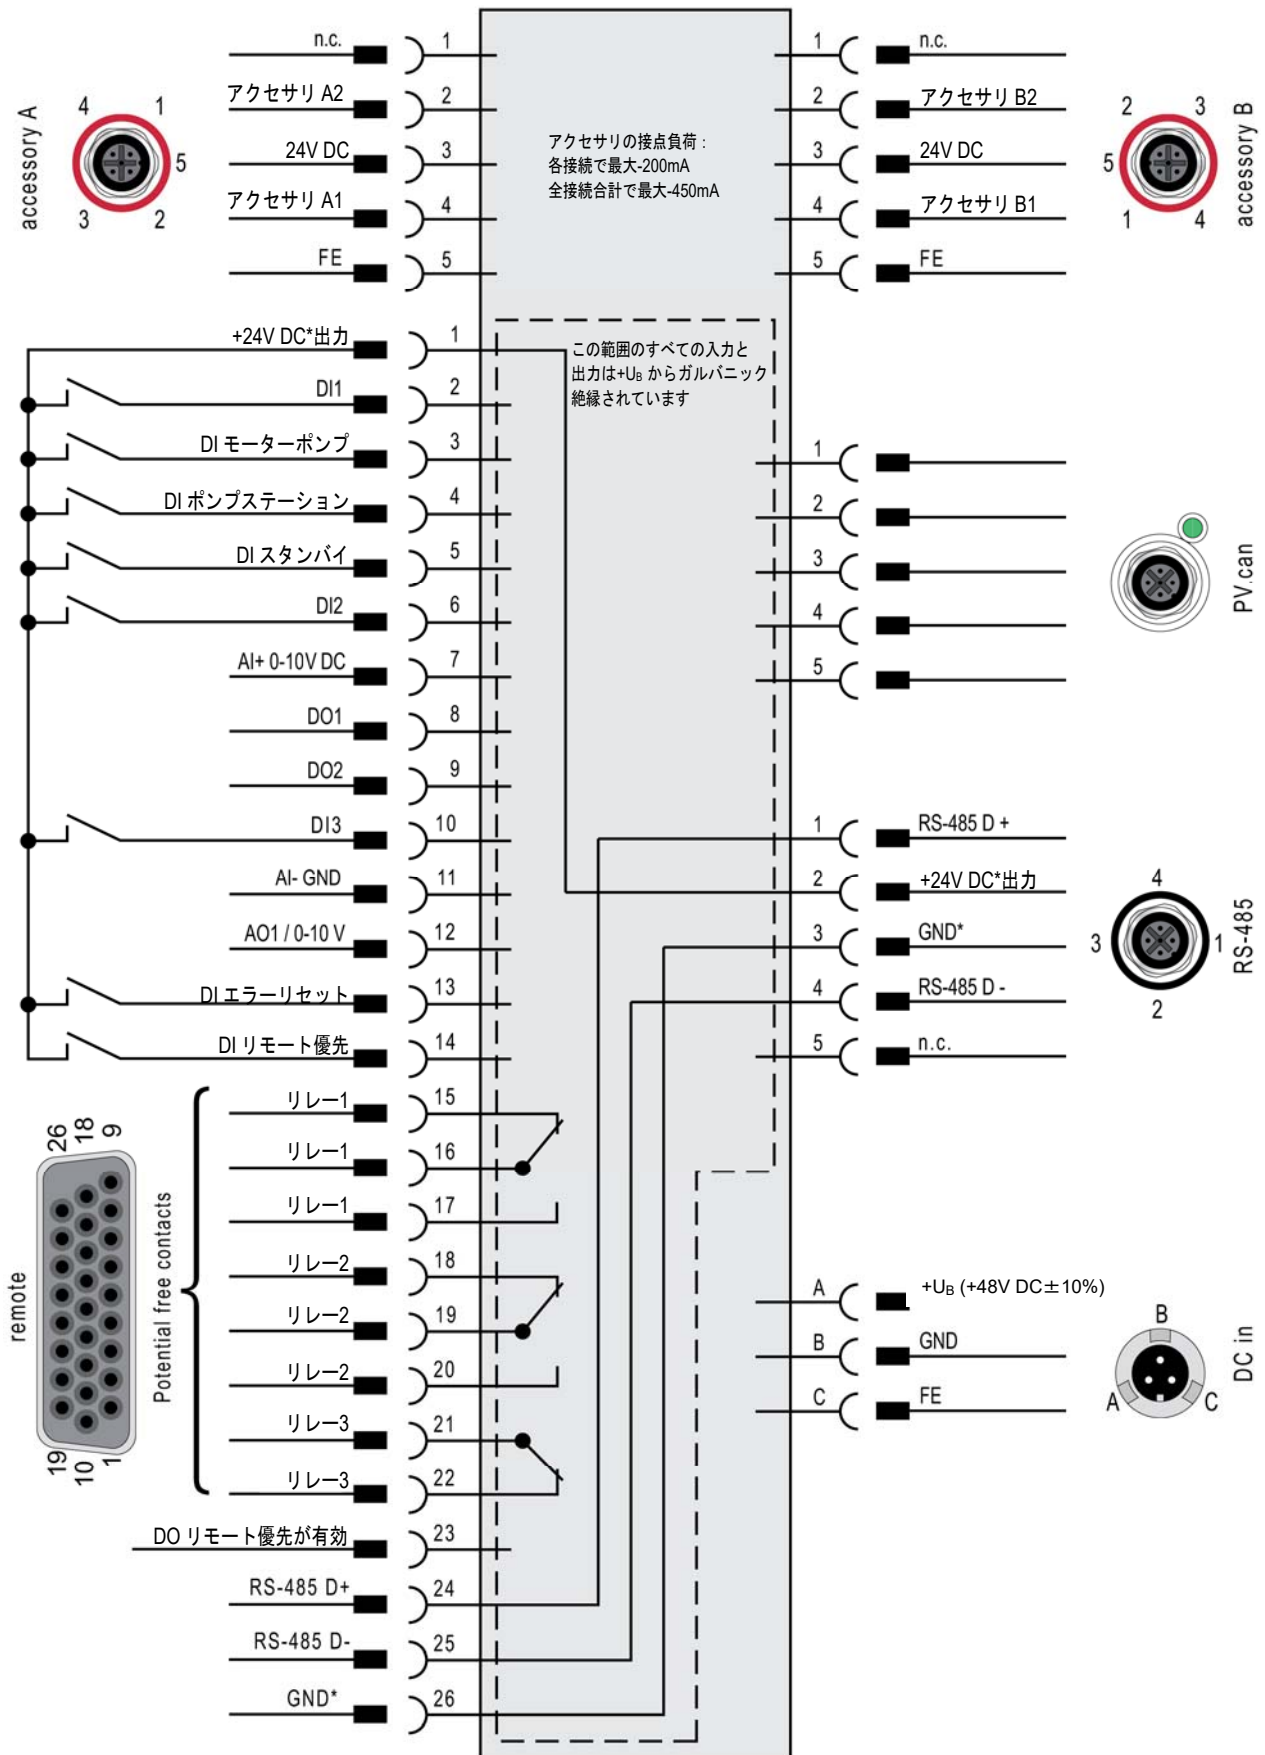 n.c.
1
アクセサリ A2
2
24V DC
3
アクセサリ A1
4
FE
5
accessory A
4
1
5
3
2
アクセサリの接点負荷：
各接続で最大-200mA
全接続合計で最大-450mA
1
n.c.
2
アクセサリ B2
3
24V DC
4
アクセサリ B1
5
FE
2
3
5
1
4
accessory B
+24V DC*出力
1
DI1
2
DI モーターポンプ
3
DI ポンプステーション
4
DI スタンバイ
5
DI2
6
AI+ 0-10V DC
7
DO1
8
DO2
9
DI3
10
AI- GND
11
AO1 / 0-10 V
12
DI エラーリセット
13
DI リモート優先
14
リレー1
15
リレー1
16
リレー1
17
リレー2
18
リレー2
19
リレー2
20
リレー3
21
リレー3
22
DO リモート優先が有効
23
RS-485 D+
24
RS-485 D-
25
GND*
26
remote
26
18
9
19
10
1
Potential free contacts
この範囲のすべての入力と
出力は+UB からガルバニック
絶縁されています
1
2
3
4
5
PV.can
1
RS-485 D +
2
+24V DC*出力
3
GND*
4
RS-485 D -
5
n.c.
4
3
1
2
RS-485
A
+UB (+48V DC±10%)
B
GND
C
FE
B
A
C
DC in